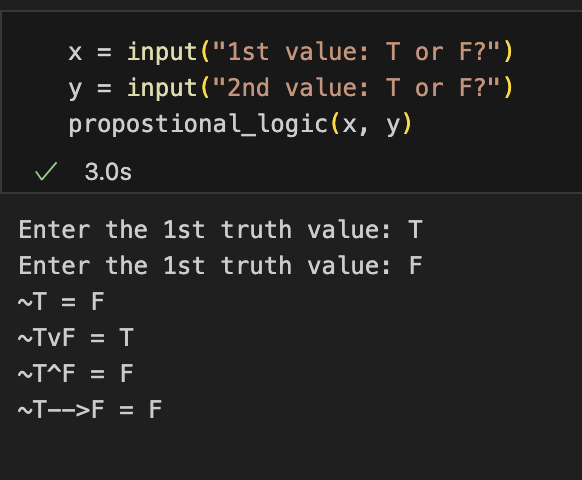 x = input("1st value: T or F?")
y = input("2nd value: T or F?")
propostional_logic(x, y)
3.0s
Enter the 1st truth value: T
Enter the 1st truth value: F
~T = F
~TvF = T
~T^F = F
~T-->F = F